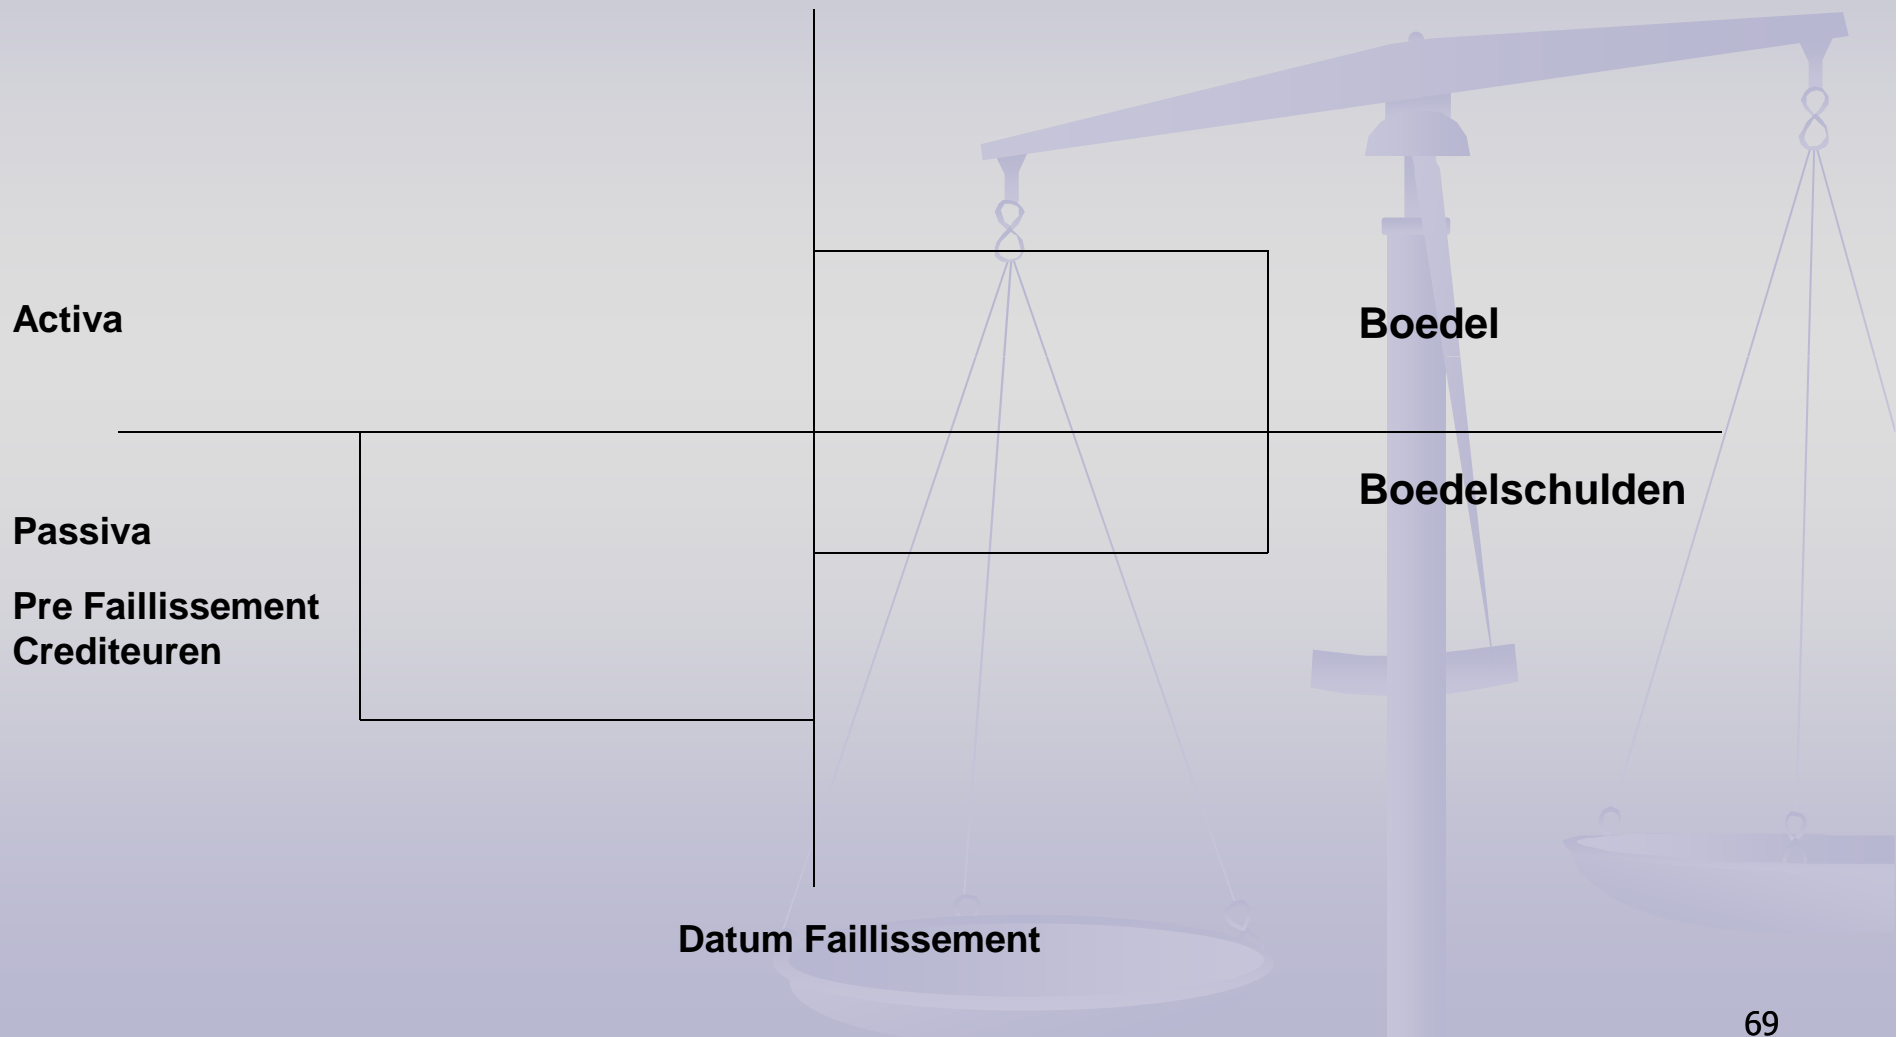 Activa
Boedel
Boedelschulden
Passiva
Pre Faillissement
Crediteuren
Datum Faillissement
69